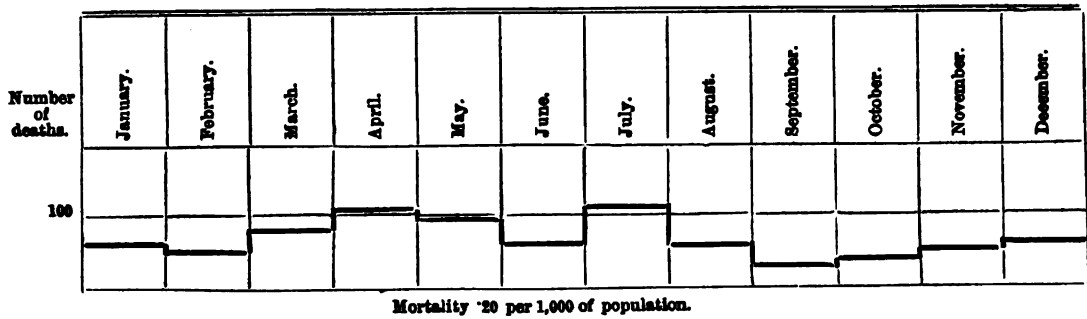 Number
of
deaths.
January.
February.
March.
April.
May.
June.
July.
August.
September.
October.
November.
December.
100
Mortality ·20 per 1,000 of population.